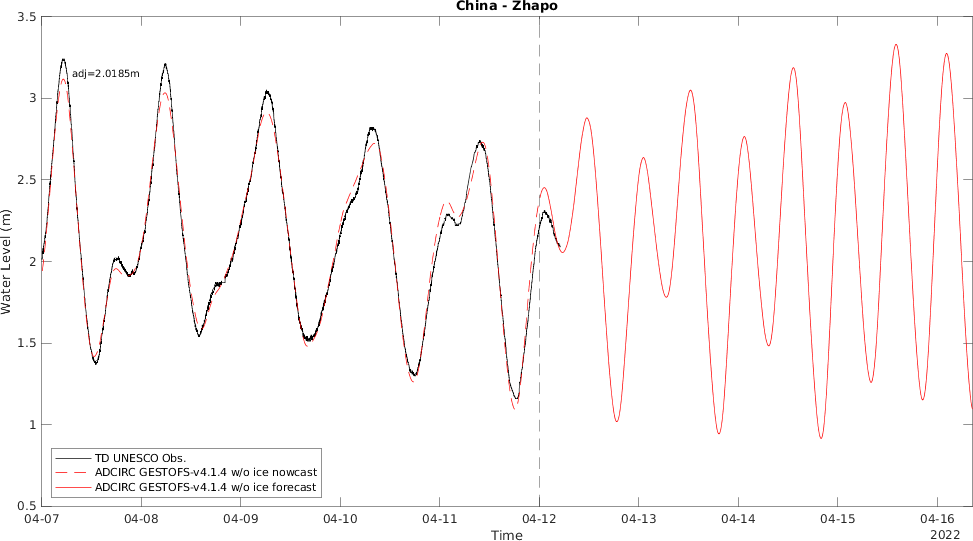 China - Zhapo
3.5
adj=2.0185m
3
2.5
2
1.5
1
0.5
Water Level (m)
TD UNESCO Obs.
ADCIRC GESTOFS-v4.1.4 w/o ice nowcast
ADCIRC GESTOFS-v4.1.4 w/o ice forecast
04-07 04-08 04-09 04-10 04-11 04-12 04-13 04-14 04-15 04-16
Time 2022